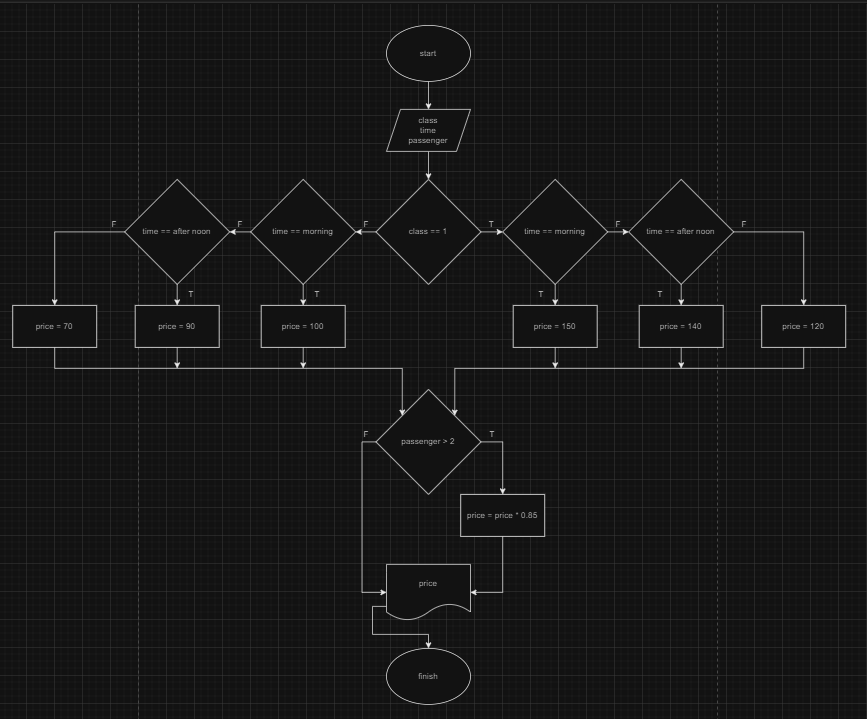 start
class
time
passenger
F
time == after noon
F
time == morning
F
class == 1
T
time == morning
F
time == after noon
F
T
T
T
T
price = 70
price = 90
price = 100
price = 150
price = 140
price = 120
F
passenger > 2
T
price = price * 0.85
price
finish